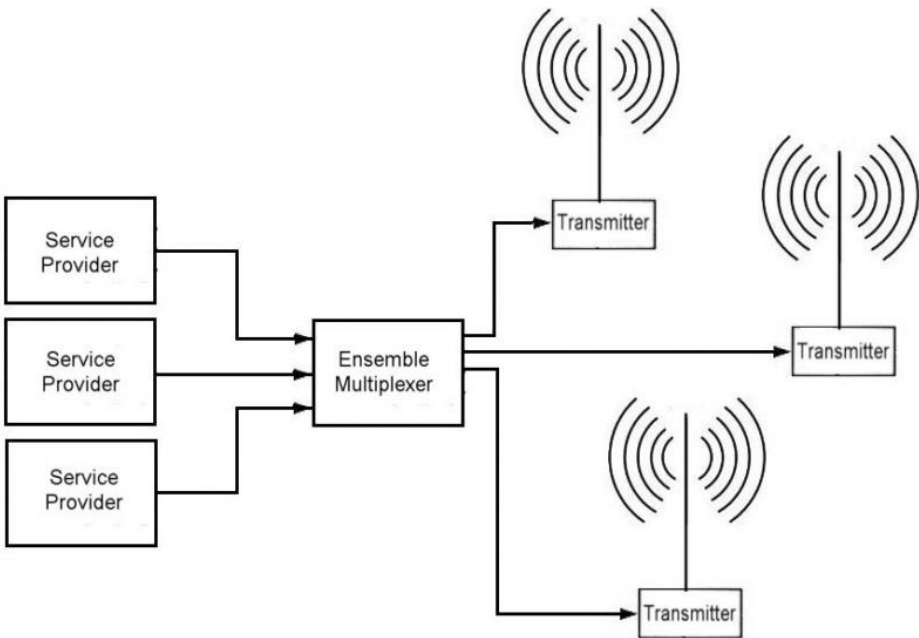 Service
Provider
Service
Provider
Service
Provider
Ensemble
Multiplexer
Transmitter
Transmitter
Transmitter